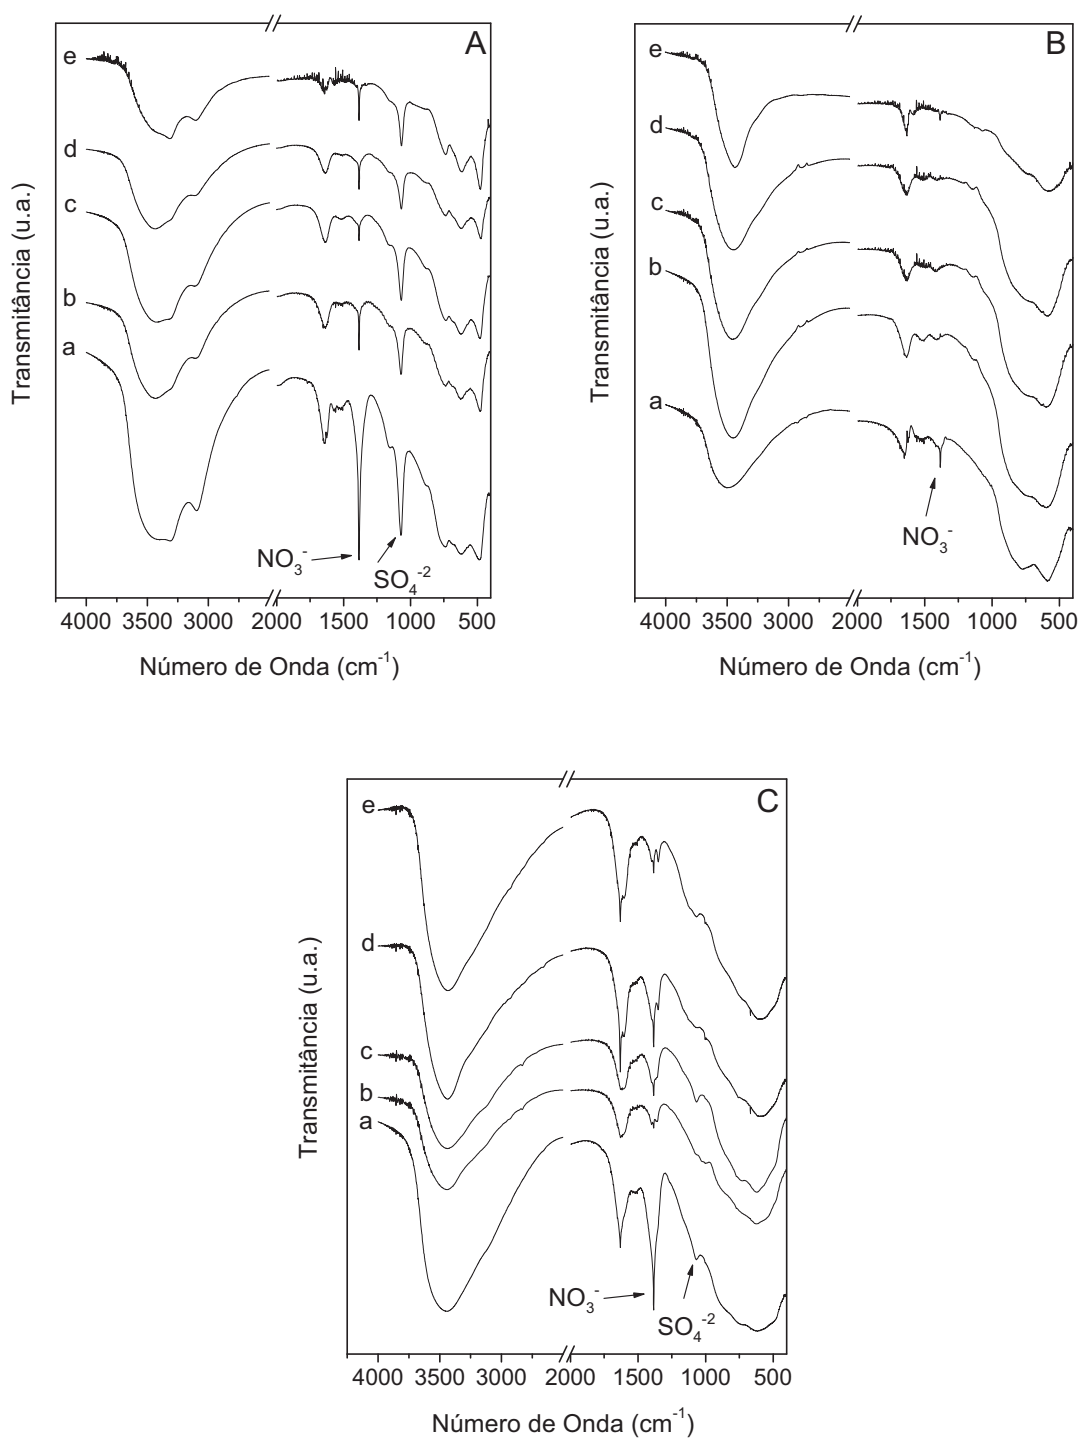 A
e
d
c
b
a
Transmitância (u.a.)
NO₃⁻
SO₄⁻²
4000 3500 3000 2000 1500 1000 500
Número de Onda (cm⁻¹)
B
e
d
c
b
a
Transmitância (u.a.)
NO₃⁻
4000 3500 3000 2000 1500 1000 500
Número de Onda (cm⁻¹)
C
e
d
c
b
a
Transmitância (u.a.)
NO₃⁻
SO₄⁻²
4000 3500 3000 2000 1500 1000 500
Número de Onda (cm⁻¹)